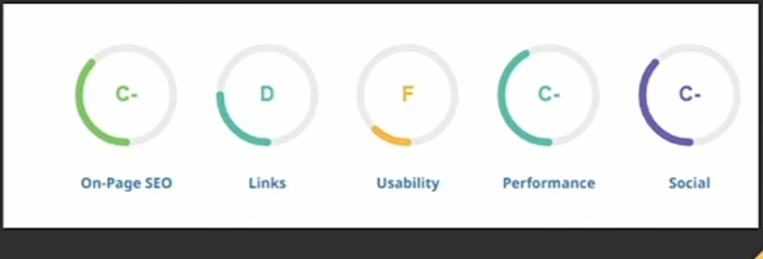 C- D F C- C-
On-Page SEO Links Usability Performance Social